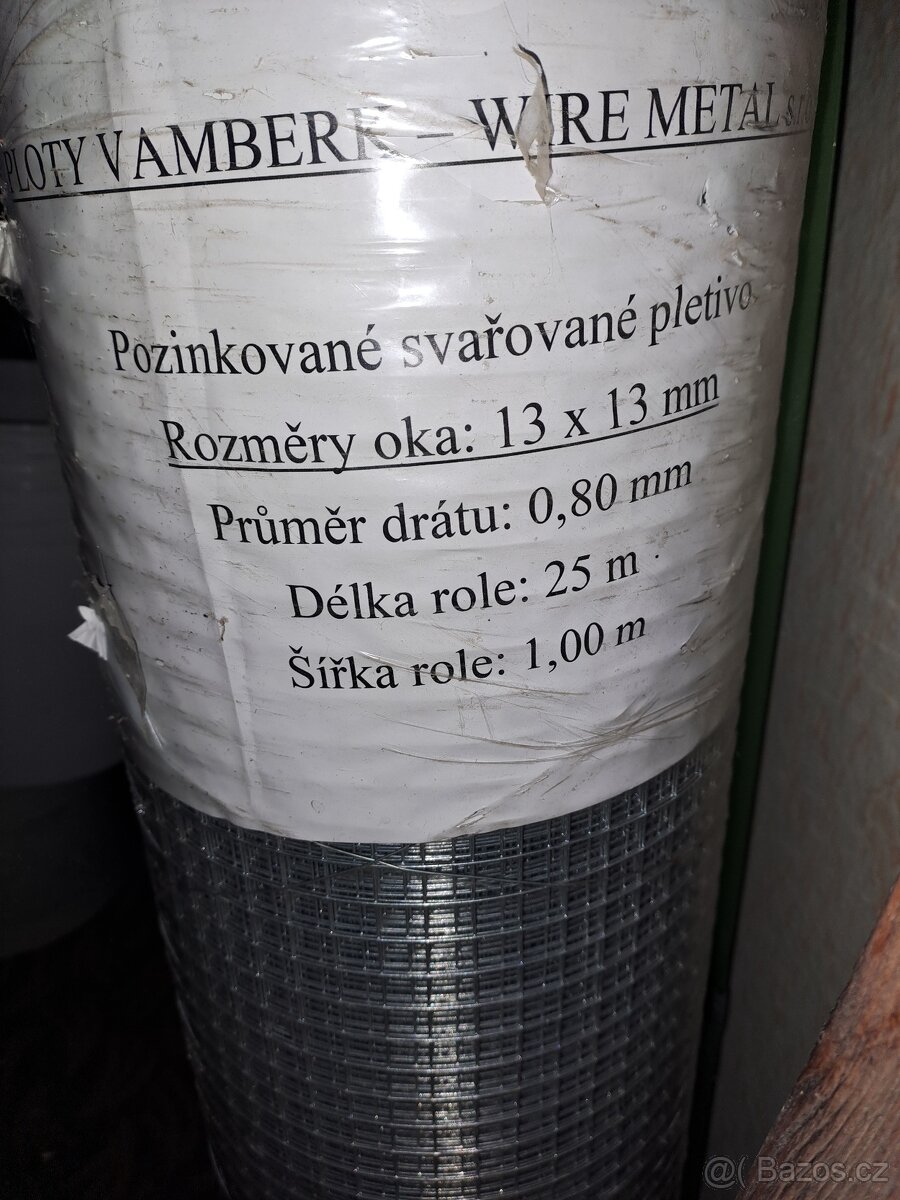 PLOTY VAMBERK – WIRE METAL s.r.
Pozinkované svařované pletivo
Rozměry oka: 13 x 13 mm
Průměr drátu: 0,80 mm
Délka role: 25 m
Šířka role: 1,00 m
@( Bazos.cz